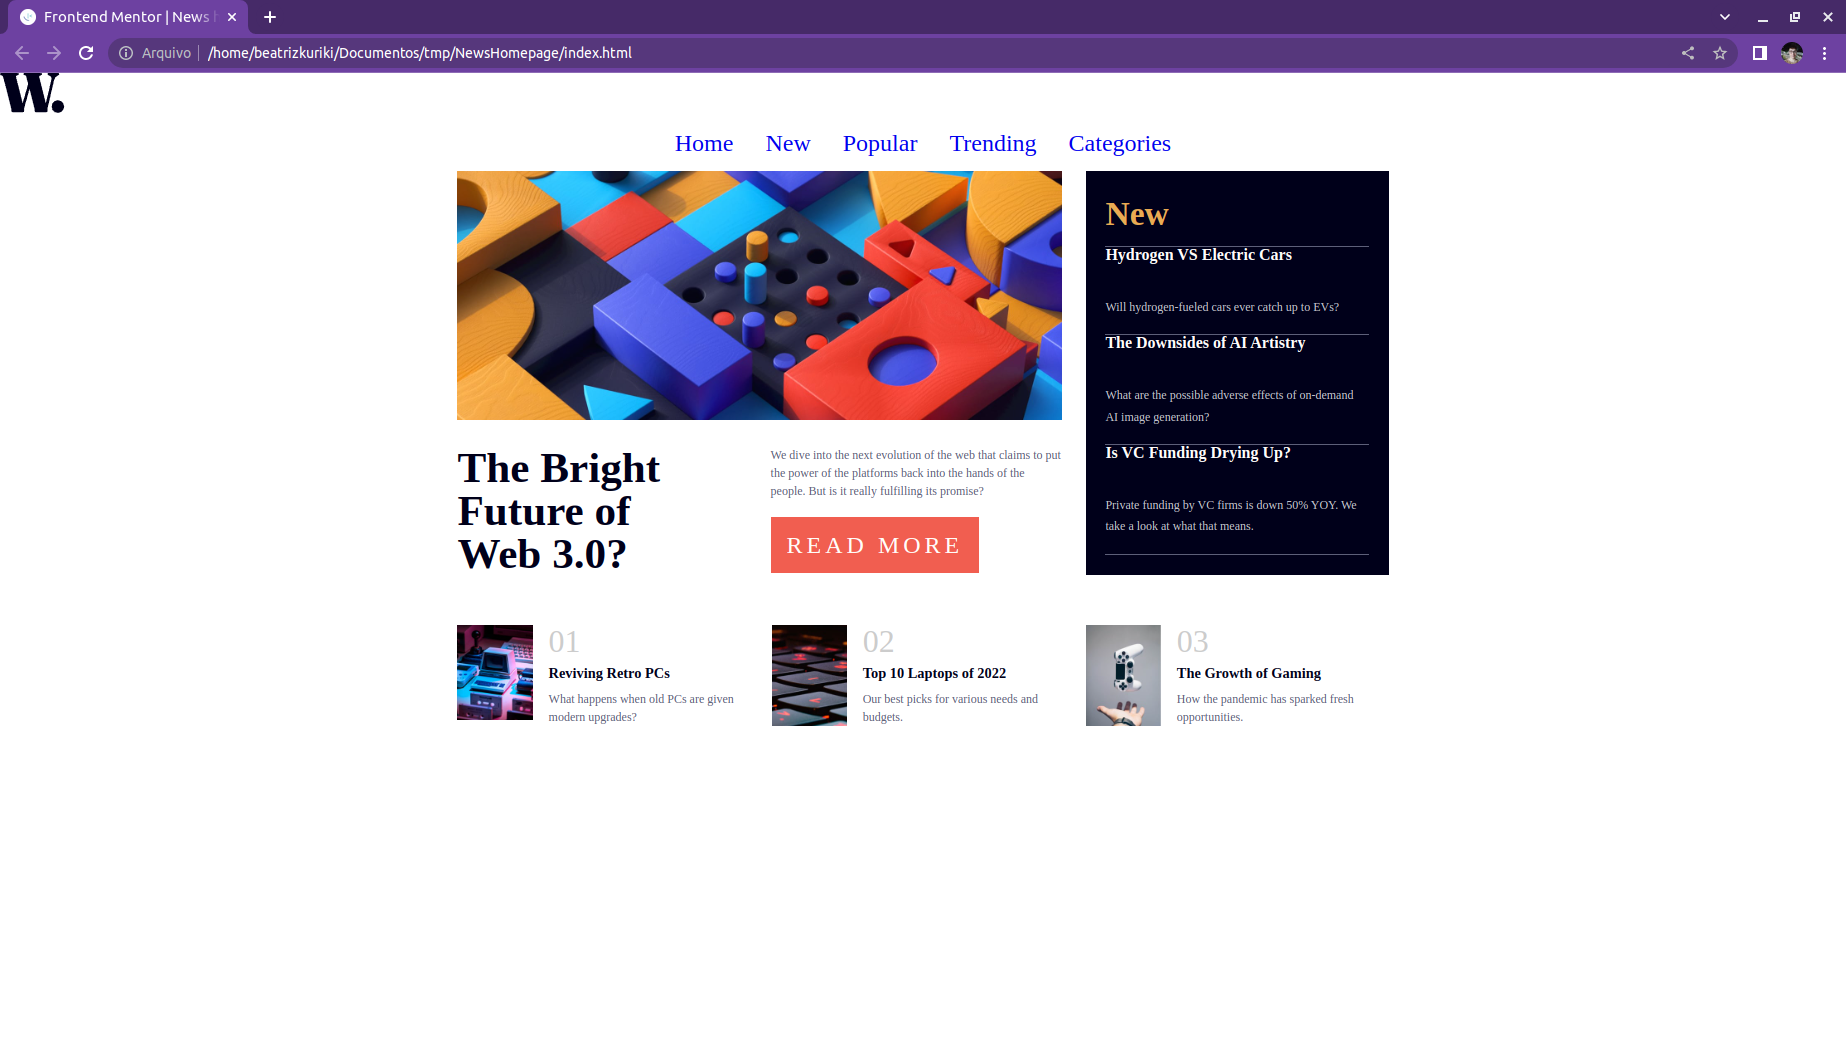 Frontend Mentor | News
Arquivo /home/beatrizkuriki/Documentos/tmp/NewsHomepage/index.html
W.
Home New Popular Trending Categories
New
Hydrogen VS Electric Cars
Will hydrogen-fueled cars ever catch up to EVs?
The Downsides of AI Artistry
What are the possible adverse effects of on-demand
AI image generation?
Is VC Funding Drying Up?
Private funding by VC firms is down 50% YOY. We
take a look at what that means.
The Bright
Future of
Web 3.0?
We dive into the next evolution of the web that claims to put
the power of the platforms back into the hands of the
people. But is it really fulfilling its promise?
READ MORE
01
Reviving Retro PCs
What happens when old PCs are given
modern upgrades?
02
Top 10 Laptops of 2022
Our best picks for various needs and
budgets.
03
The Growth of Gaming
How the pandemic has sparked fresh
opportunities.